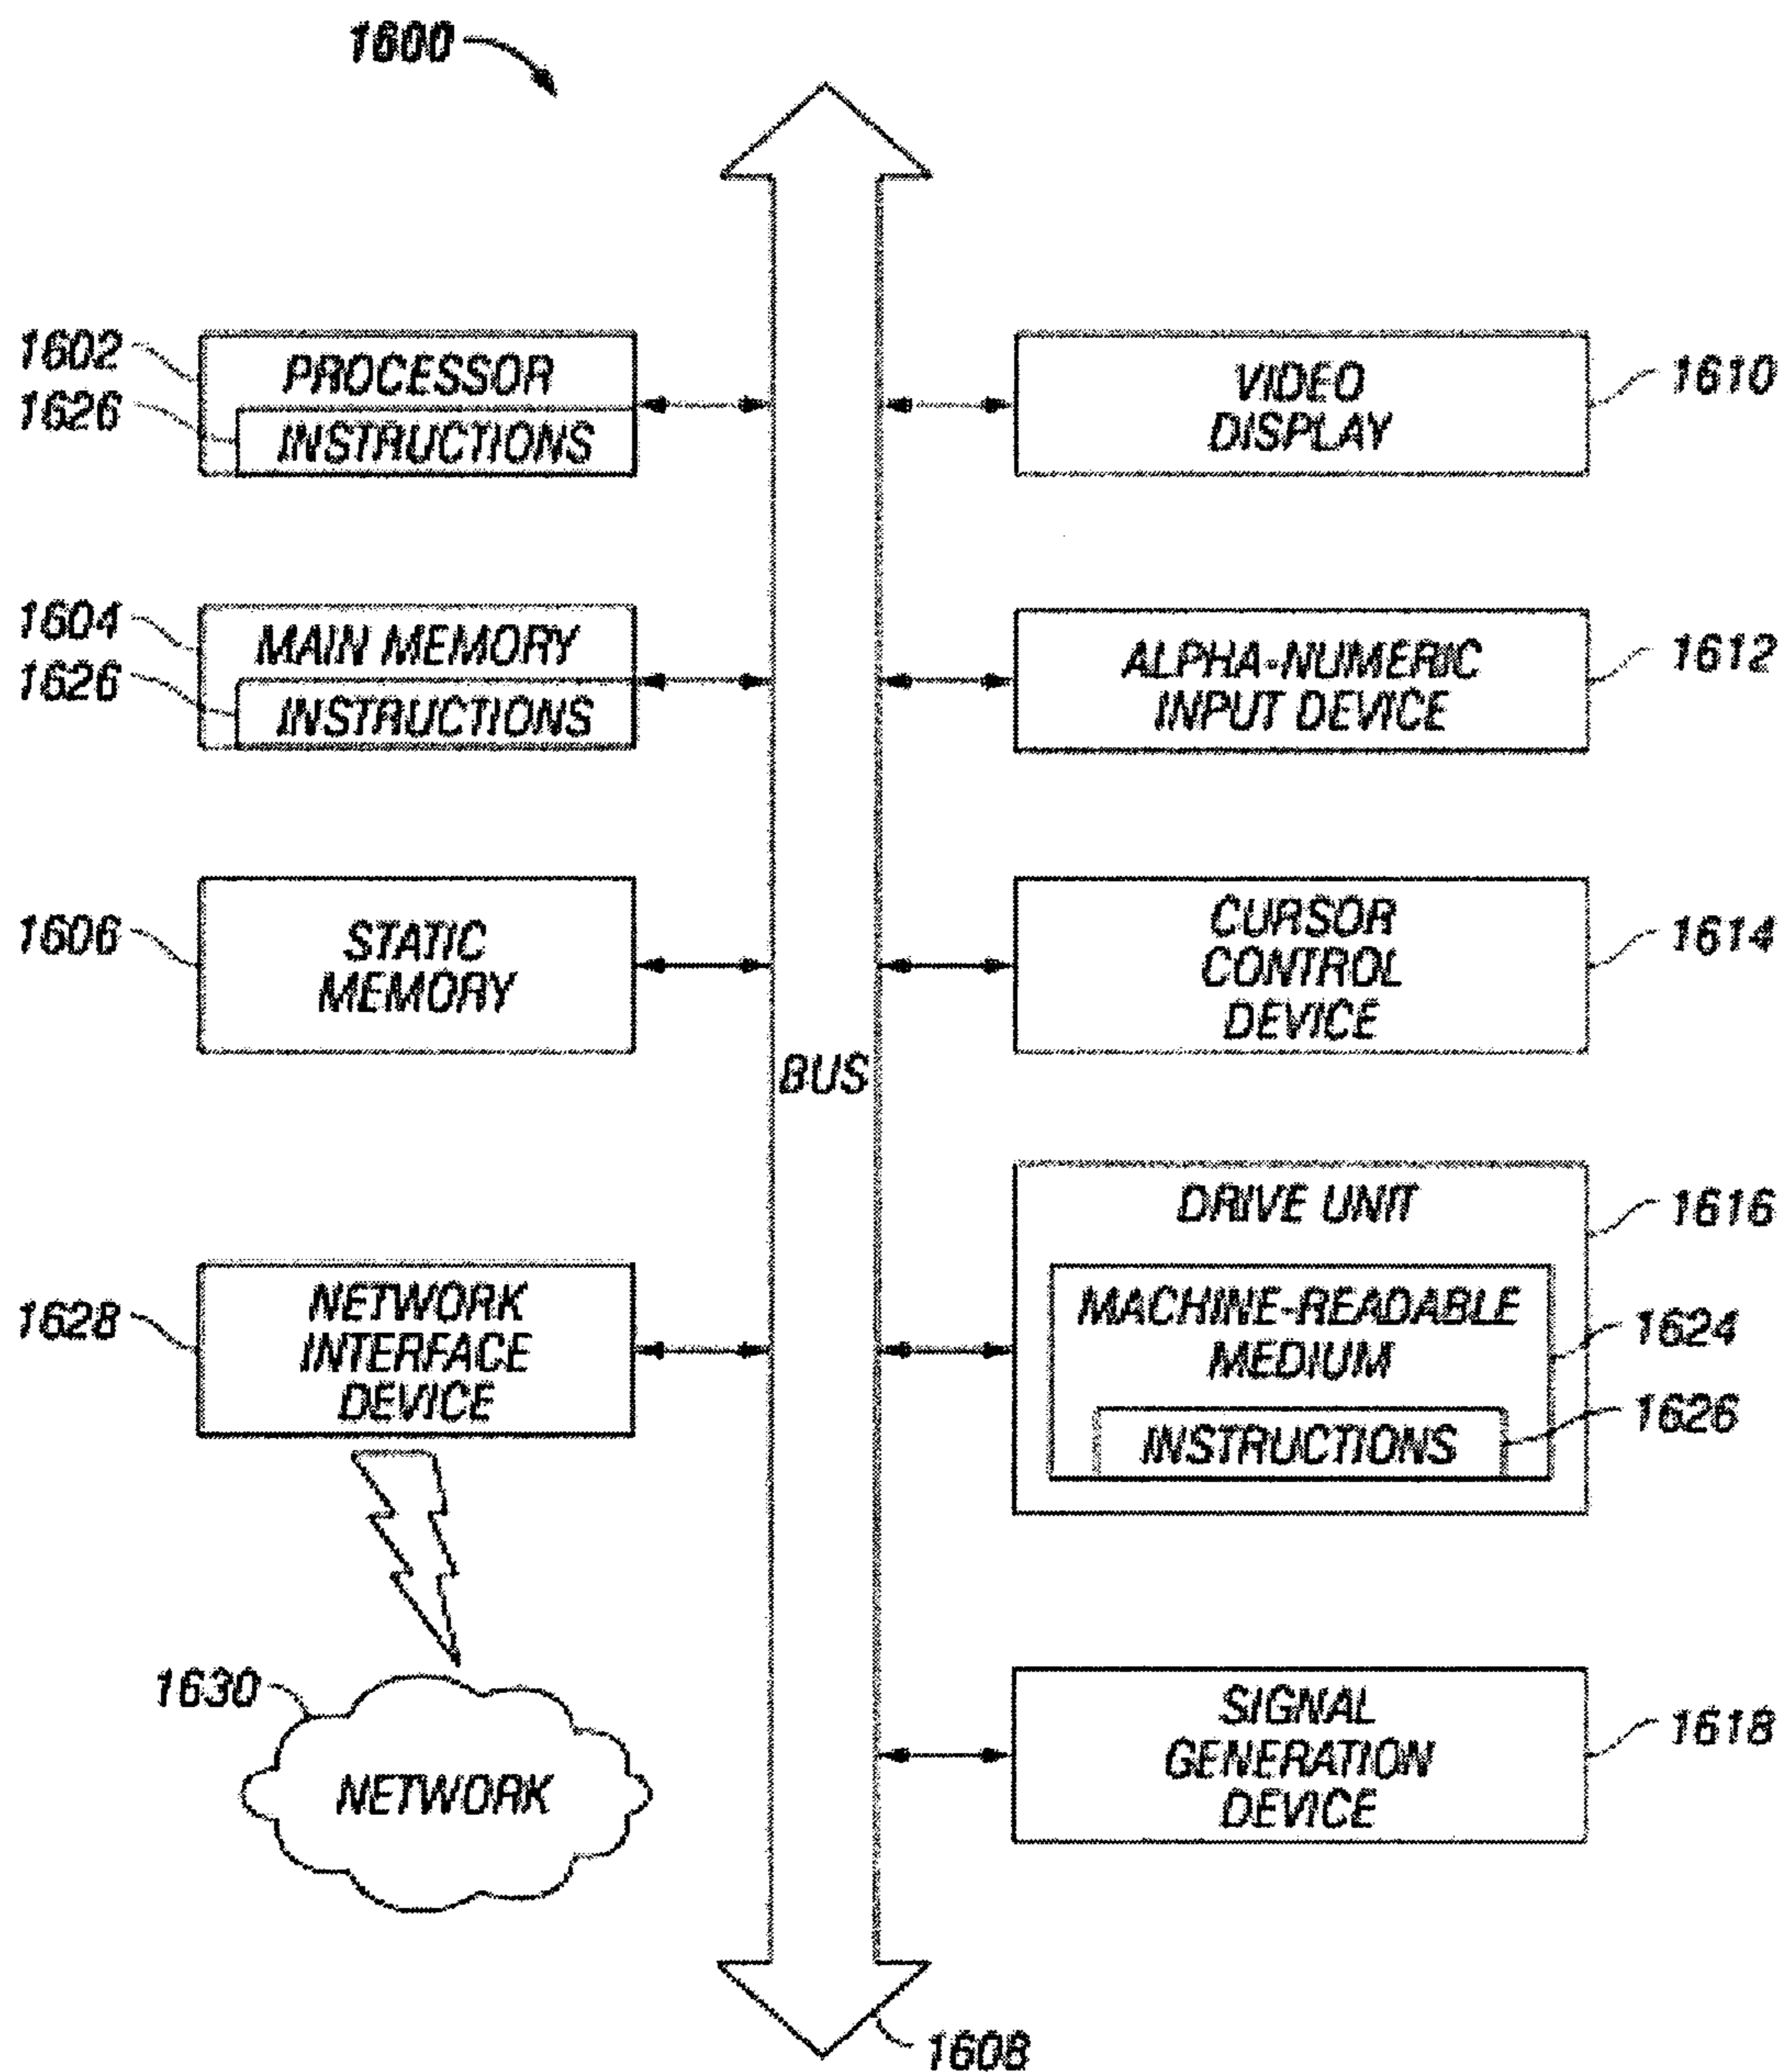 1600
1602
PROCESSOR
1626
INSTRUCTIONS
VIDEO
DISPLAY
1610
1604
MAIN MEMORY
1626
INSTRUCTIONS
ALPHA-NUMERIC
INPUT DEVICE
1612
1606
STATIC
MEMORY
CURSOR
CONTROL
DEVICE
1614
BUS
1628
NETWORK
INTERFACE
DEVICE
DRIVE UNIT
1616
MACHINE-READABLE
MEDIUM
1624
INSTRUCTIONS
1626
1630
NETWORK
SIGNAL
GENERATION
DEVICE
1618
1608